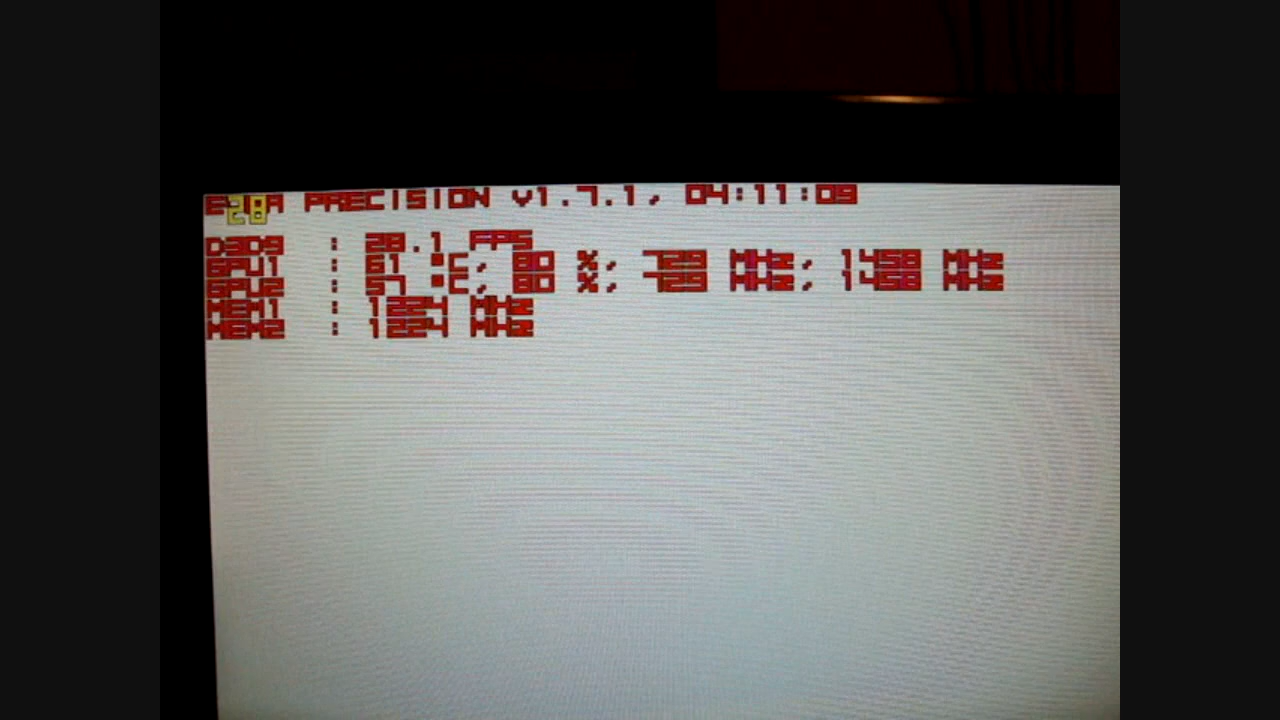 EVGA PRECISION v1.7.1, 04:11:09
28
D3D9 : 28.1 FPS
GPU1 : 61 °C, 80 %, 729 MHz, 1458 MHz
GPU2 : 57 °C, 80 %, 729 MHz, 1458 MHz
MEM1 : 1224 MHz
MEM2 : 1224 MHz